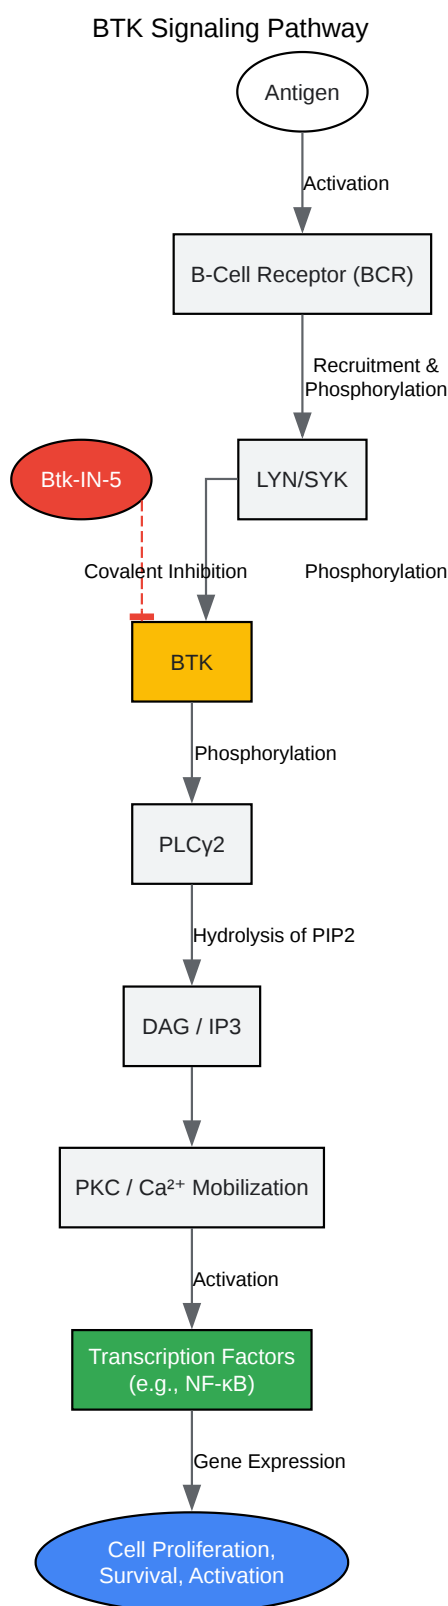 BTK Signaling Pathway
Antigen
Activation
B-Cell Receptor (BCR)
Recruitment &
Phosphorylation
LYN/SYK
Btk-IN-5
Covalent Inhibition
Phosphorylation
BTK
Phosphorylation
PLCγ2
Hydrolysis of PIP2
DAG / IP3
PKC / Ca²⁺ Mobilization
Activation
Transcription Factors
(e.g., NF-κB)
Gene Expression
Cell Proliferation,
Survival, Activation